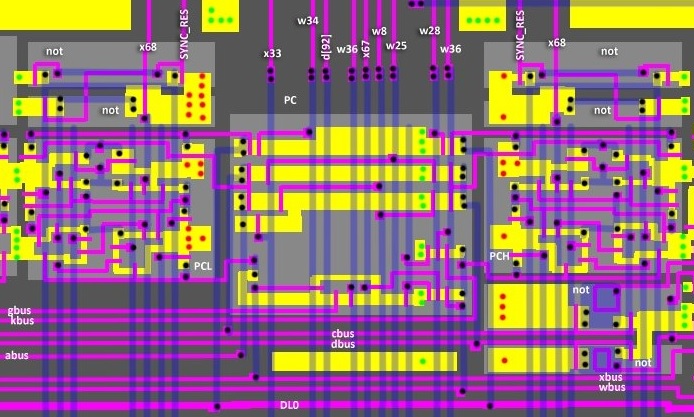 SYNC_RES
SYNC_RES
w34
w28
w8
x68
x68
not
not
x33
d[92]
w36
x67
w25
w36
PC
not
not
PCL
PCH
not
gbus
kbus
cbus
dbus
abus
not
xbus
wbus
DL0